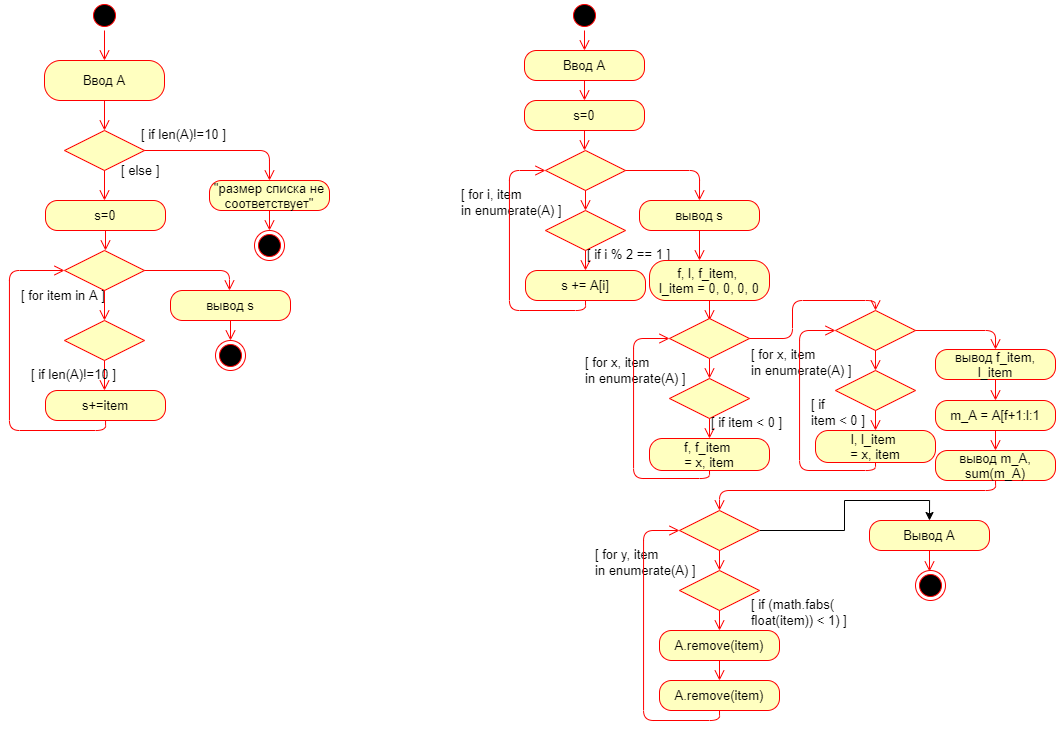 Ввод A
[ if len(A)!=10 ]
[ else ]
"размер списка не
соответствует"
s=0
[ for item in A ]
вывод s
[ if len(A)!=10 ]
s+=item
Ввод A
s=0
[ for i, item
in enumerate(A) ]
вывод s
[ if i % 2 == 1 ]
s += A[i]
f, l, f_item,
l_item = 0, 0, 0, 0
[ for x, item
in enumerate(A) ]
[ if item < 0 ]
f, f_item
= x, item
[ for x, item
in enumerate(A) ]
[ if
item < 0 ]
l, l_item
= x, item
вывод f_item,
l_item
m_A = A[f+1:l:1
вывод m_A,
sum(m_A)
[ for y, item
in enumerate(A) ]
Вывод A
[ if (math.fabs(
float(item)) < 1) ]
A.remove(item)
A.remove(item)